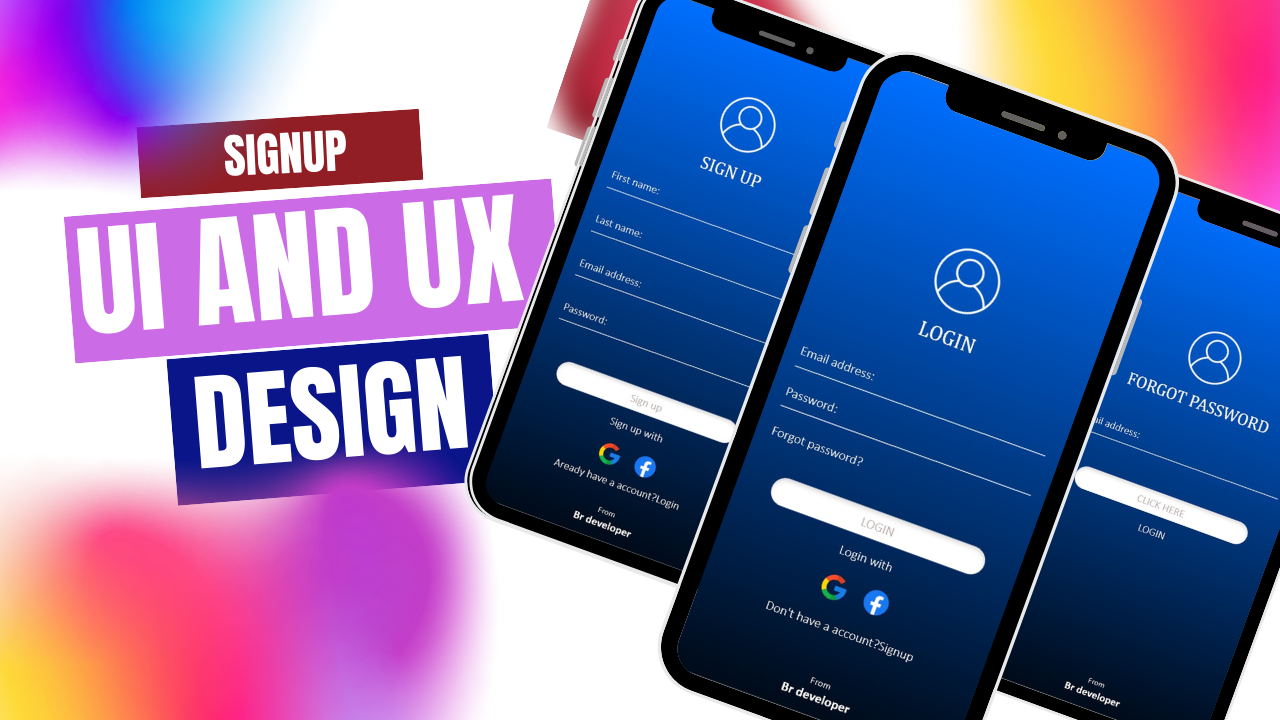 SIGNUP
UI AND UX
DESIGN
SIGN UP
First name:
Last name:
Email address:
Password:
Sign up
Sign up with
Aready have a account?Login
From
Br developer
LOGIN
Email address:
Password:
Forgot password?
LOGIN
Login with
Don't have a account?Signup
From
Br developer
FORGOT PASSWORD
ail address:
CLICK HERE
LOGIN
From
Br developer